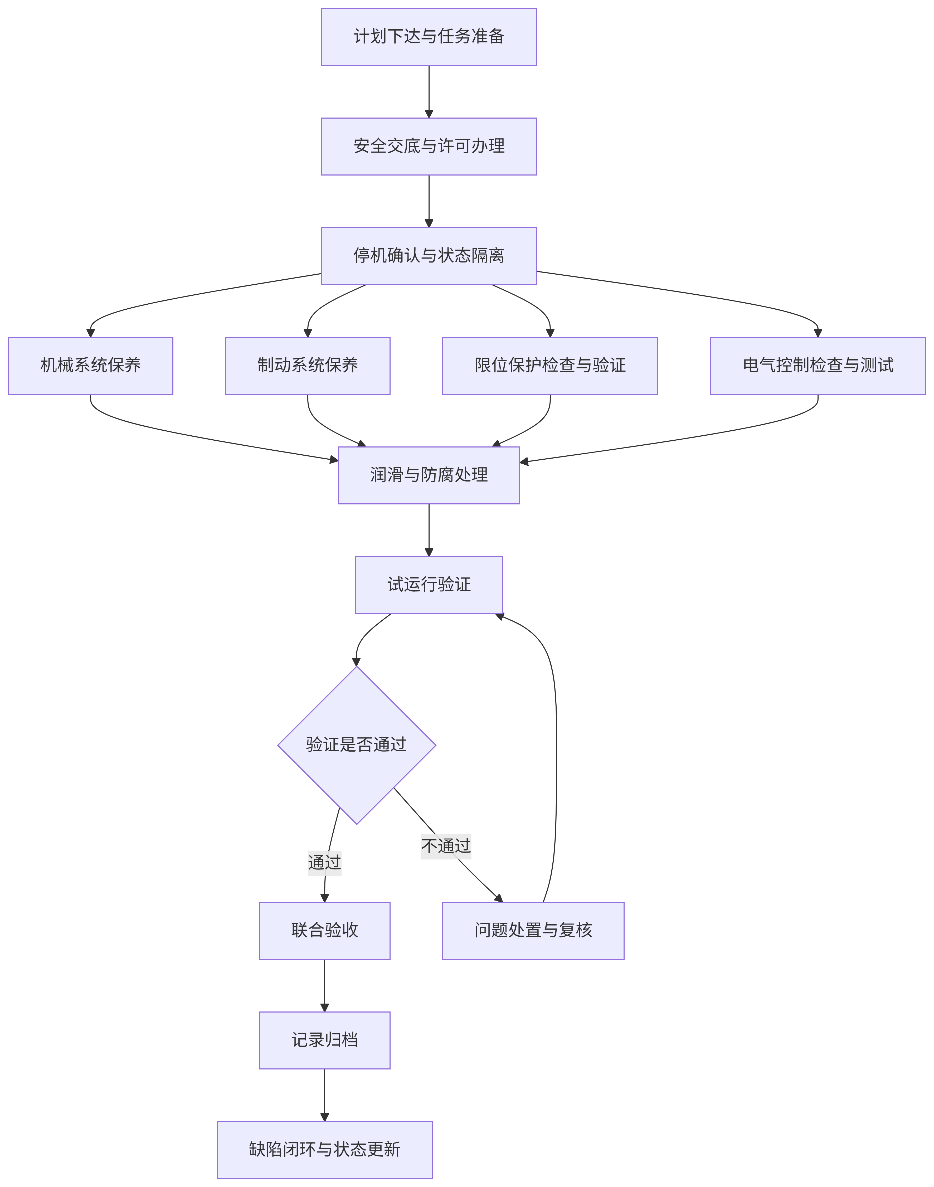 计划下达与任务准备
安全交底与许可办理
停机确认与状态隔离
机械系统保养
制动系统保养
限位保护检查与验证
电气控制检查与测试
润滑与防腐处理
试运行验证
验证是否通过
通过
不通过
联合验收
问题处置与复核
记录归档
缺陷闭环与状态更新